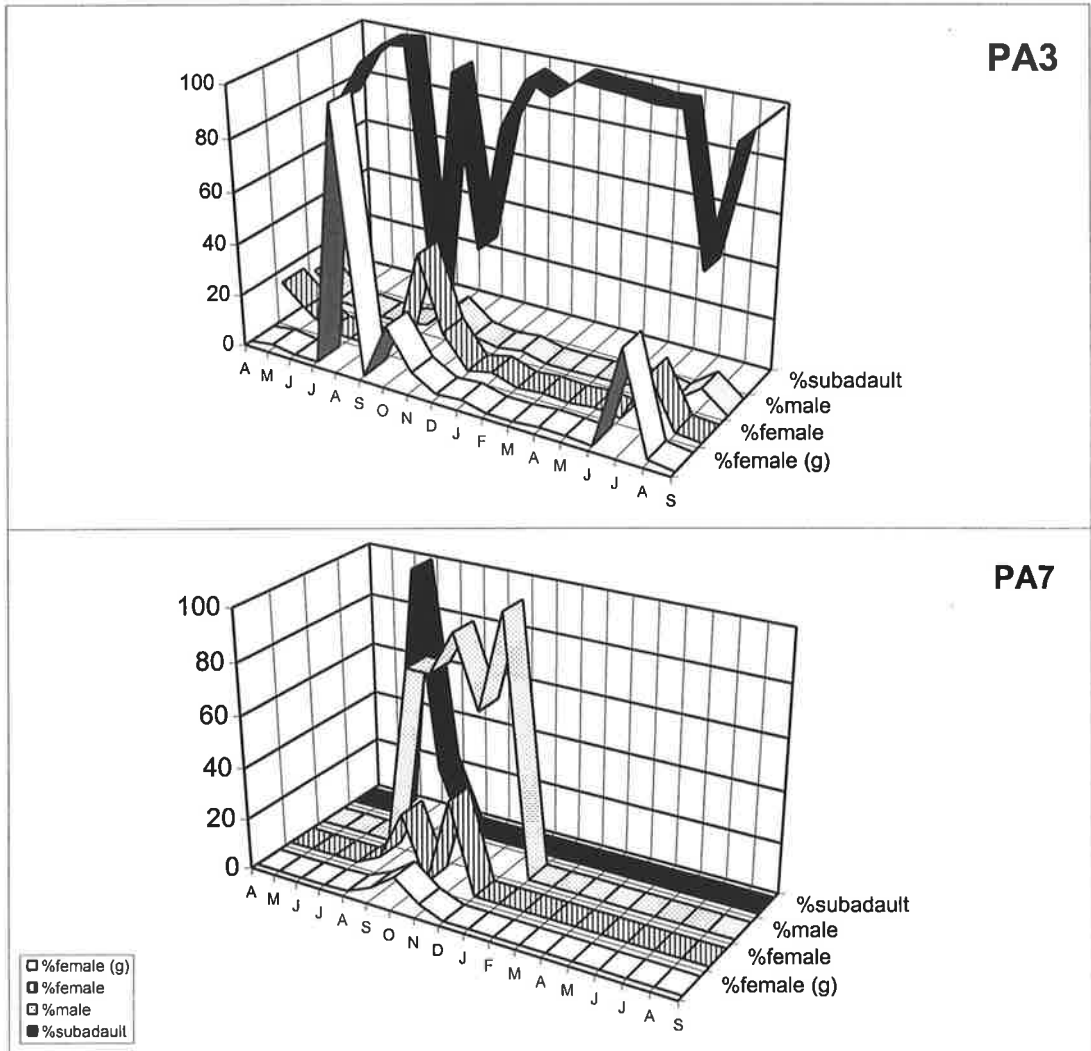 PA3
100
80
60
40
20
0
A M J J A S O N D J F M A M J J A S
%subadault
%male
%female
%female (g)
PA7
100
80
60
40
20
0
A M J J A S O N D J F M A M J J A S
%subadault
%male
%female
%female (g)
%female (g)
%female
%male
%subadault